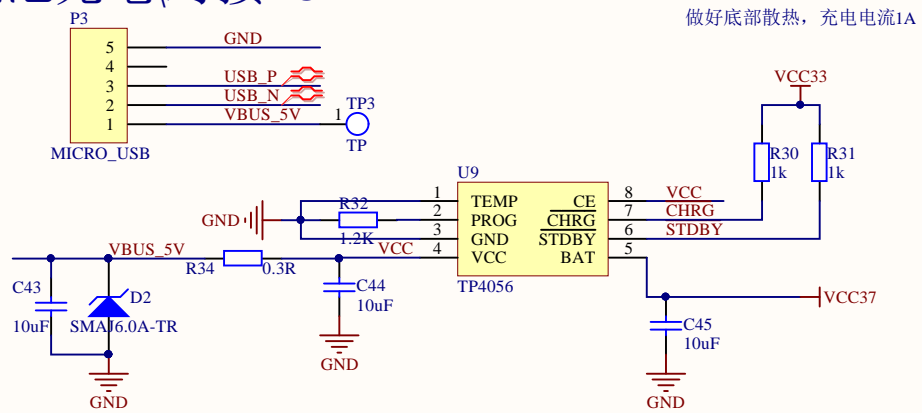 做好底部散热，充电电流1A
P3
5
GND
4
3
USB_P
2
USB_N
1
VBUS_5V
1
TP3
TP
MICRO_USB
VCC33
R30
1k
R31
1k
U9
1
TEMP
CE
8
VCC
2
PROG
CHRG
7
CHRG
3
GND
STDBY
6
STDBY
4
VCC
BAT
5
TP4056
GND
R32
1.2K
VCC
VBUS_5V
R34
0.3R
C43
10uF
D2
SMAJ6.0A-TR
GND
C44
10uF
GND
C45
10uF
GND
VCC37